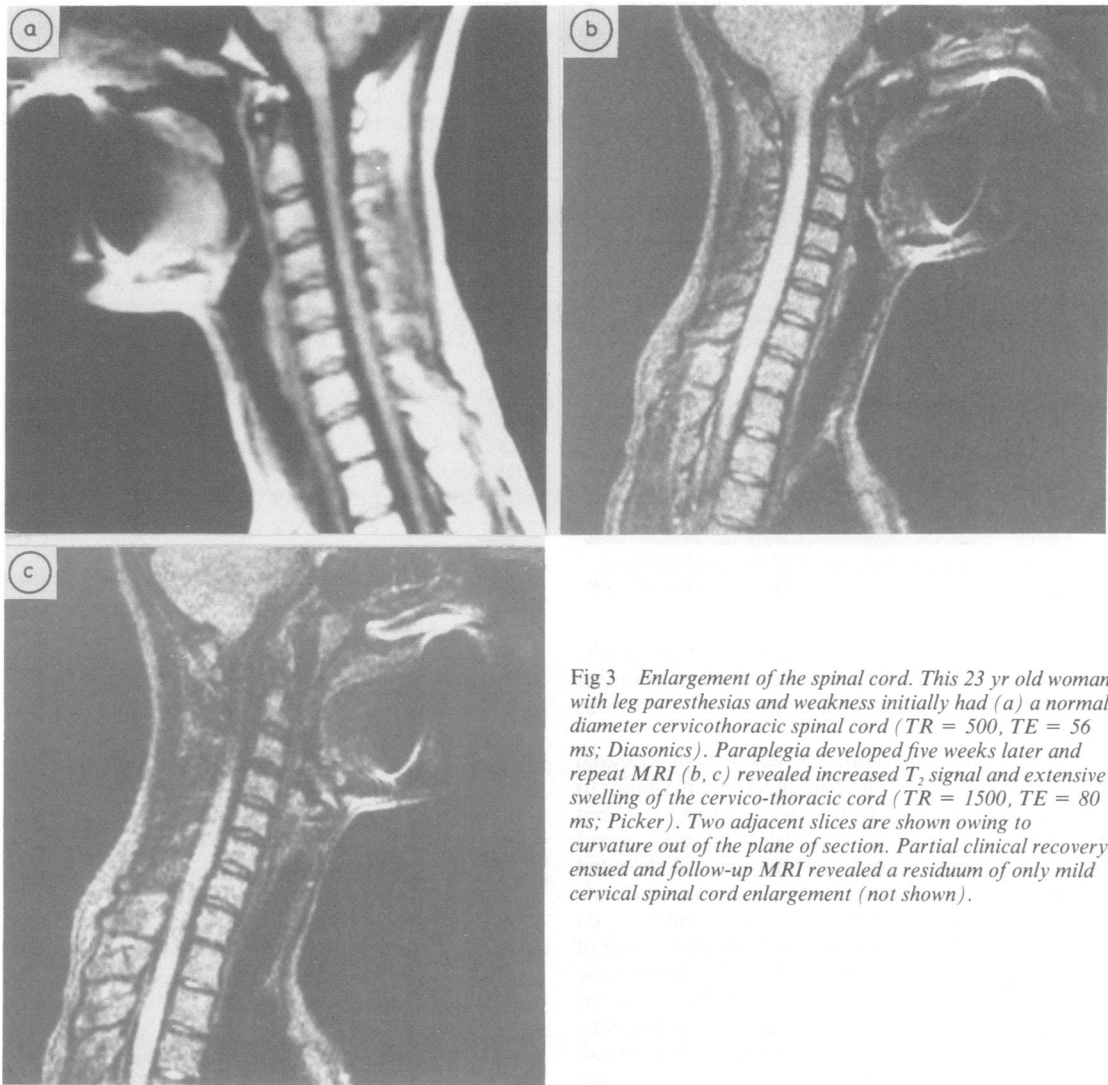 a
b
c
Fig 3 Enlargement of the spinal cord. This 23 yr old woman
with leg paresthesias and weakness initially had (a) a normal
diameter cervicothoracic spinal cord (TR = 500, TE = 56
ms; Diasonics). Paraplegia developed five weeks later and
repeat MRI (b, c) revealed increased T₂ signal and extensive
swelling of the cervico-thoracic cord (TR = 1500, TE = 80
ms; Picker). Two adjacent slices are shown owing to
curvature out of the plane of section. Partial clinical recovery
ensued and follow-up MRI revealed a residuum of only mild
cervical spinal cord enlargement (not shown).